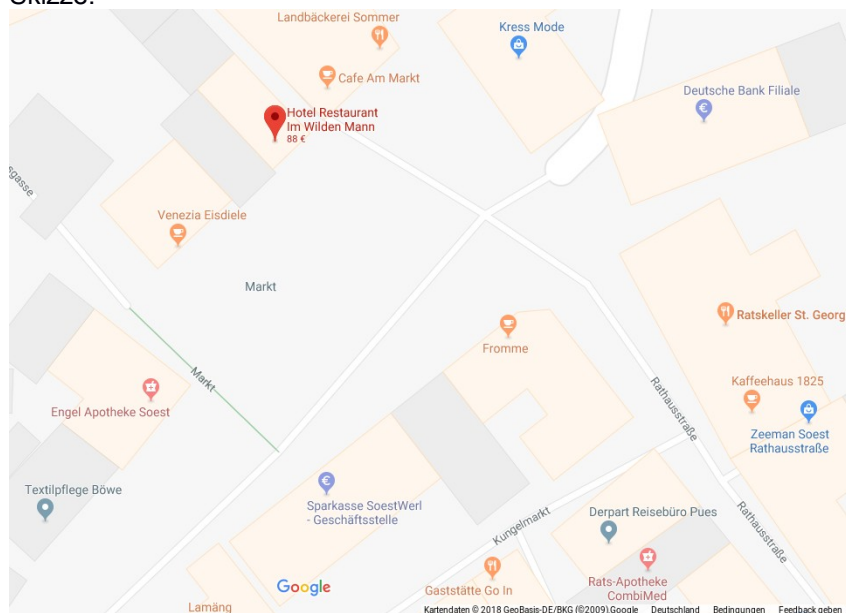 Skizze:
Landbäckerei Sommer
Kress Mode
Cafe Am Markt
Deutsche Bank Filiale
Hotel Restaurant
Im Wilden Mann
88 €
sgasse
Venezia Eisdiele
Markt
Ratskeller St. Georg
Fromme
Markt
Rathausstraße
Kaffeehaus 1825
Engel Apotheke Soest
Zeeman Soest
Rathausstraße
Textilpflege Böwe
Sparkasse SoestWerl
- Geschäftsstelle
Kungelmarkt
Derpart Reisebüro Pues
Rathausstraße
Google
Gaststätte Go In
Rats-Apotheke
CombiMed
Lamäng
Kartendaten © 2018 GeoBasis-DE/BKG (©2009),Google Deutschland Bedingungen Feedback geben